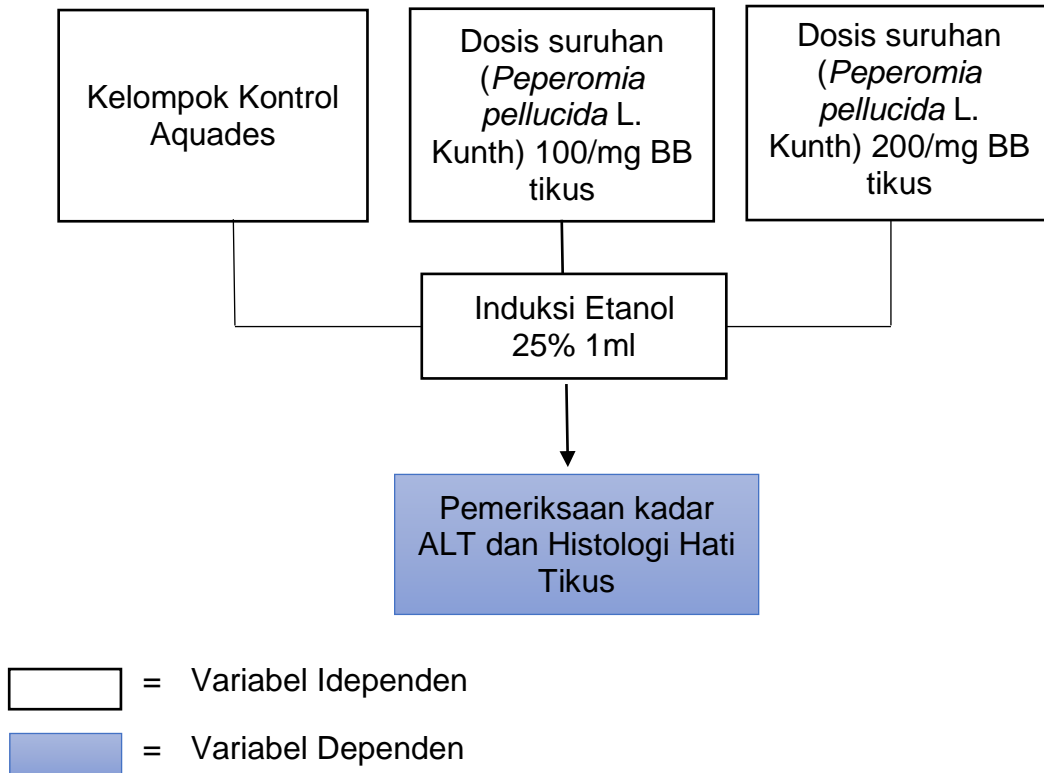 Kelompok Kontrol
Aquades
Dosis suruhan
(Peperomia
pellucida L.
Kunth) 100/mg BB
tikus
Dosis suruhan
(Peperomia
pellucida L.
Kunth) 200/mg BB
tikus
Induksi Etanol
25% 1ml
Pemeriksaan kadar
ALT dan Histologi Hati
Tikus
= Variabel Idependen
= Variabel Dependen